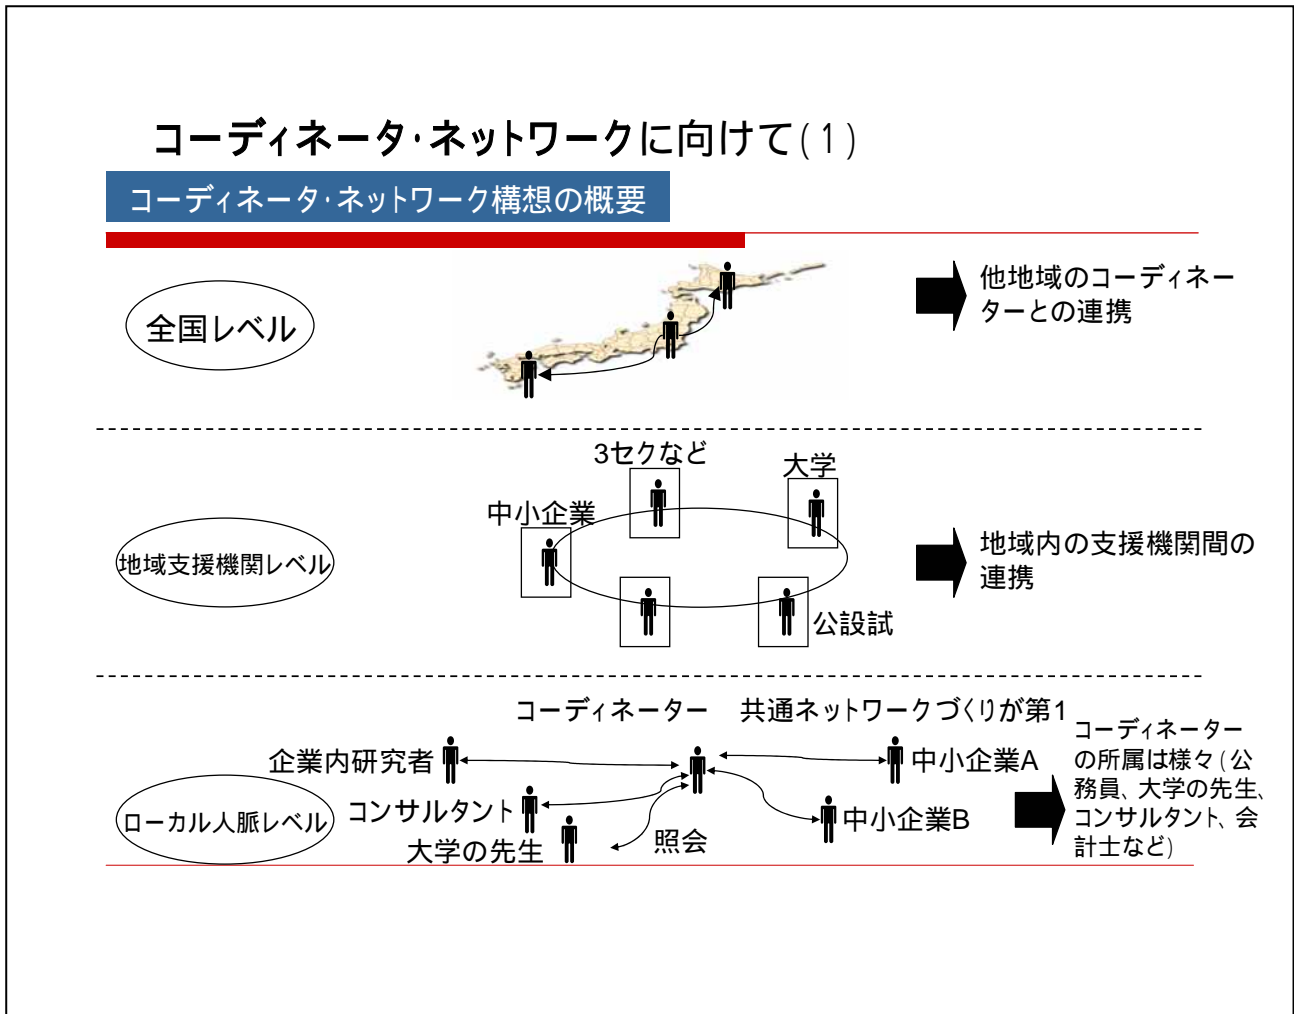 コーディネータ・ネットワークに向けて(1)
コーディネータ・ネットワーク構想の概要
全国レベル
他地域のコーディネー
ターとの連携
3セクなど
大学
中小企業
地域支援機関レベル
地域内の支援機関間の
連携
公設試
コーディネーター 共通ネットワークづくりが第1
企業内研究者
中小企業A
コンサルタント
中小企業B
ローカル人脈レベル
大学の先生
照会
コーディネーター
の所属は様々(公
務員、大学の先生、
コンサルタント、会
計士など)